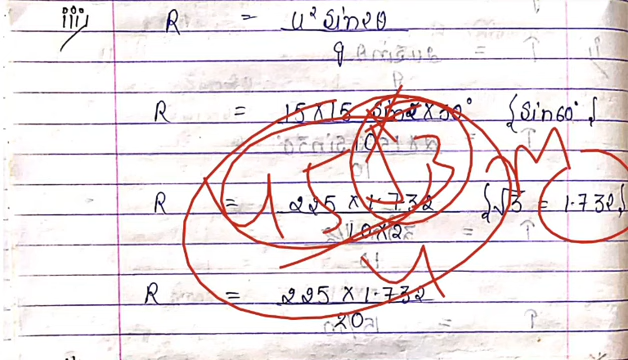 iii) R = u² sin2θ
g
R = 15×15 sin2×30° {sin60°}
10
R = 225 × 1.732 {√3 = 1.732}
10×2
R = 225 × 1.732
20